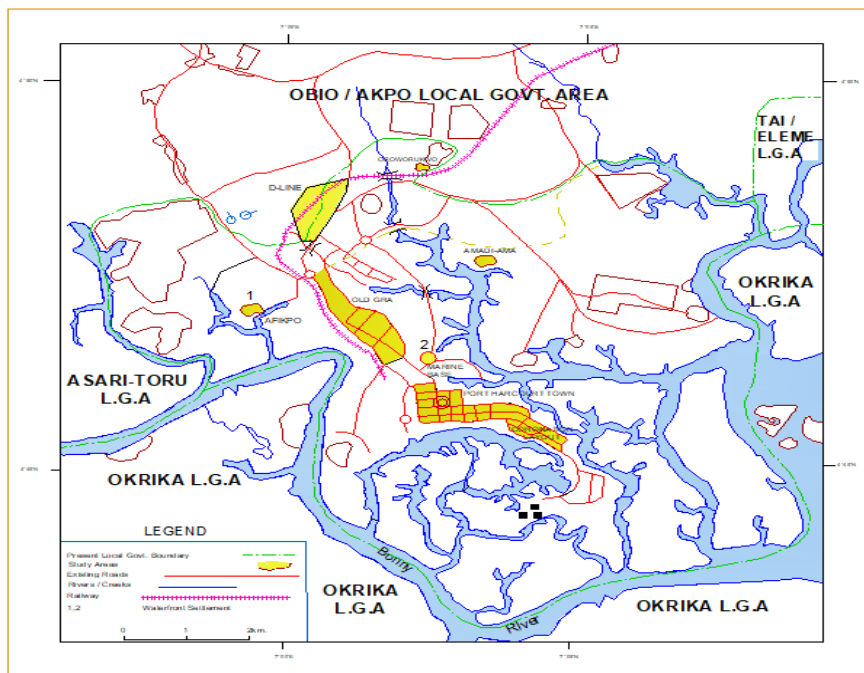 OBIO / AKPO LOCAL GOVT. AREA
TAI /
ELEME
L.G.A
D-LINE
AMADI-AMA
OKRIKA
L.G.A
1
OLD GRA
AFIKPO
2
MARINE
BASE
ASARI-TORU
L.G.A
PORT HARCOURT TOWN
OKRIKA L.G.A
LEGEND
Present Local Govt. Boundary
Study Areas
Existing Roads
Rivers / Creeks
Railway
1,2 Waterfront Settlement
0 1 2km.
Bonny
River
OKRIKA
L.G.A
OKRIKA L.G.A